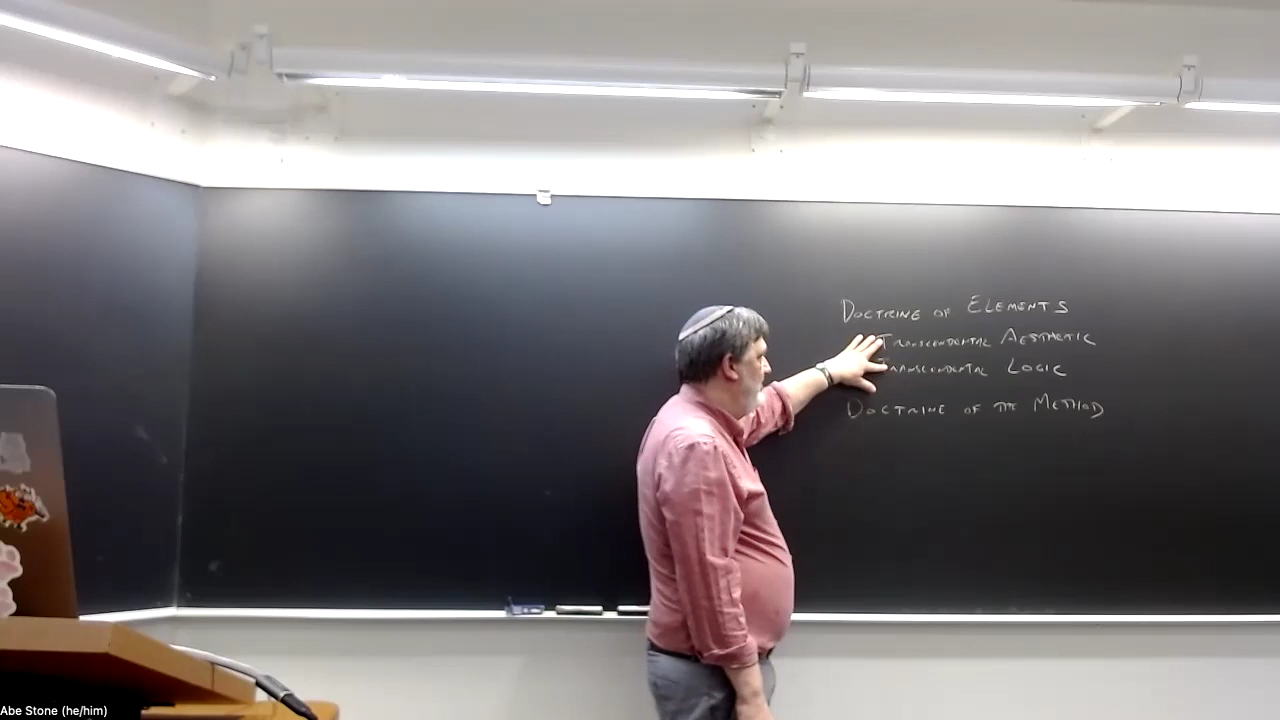 Doctrine of Elements
Transcendental Aesthetic
Transcendental Logic
Doctrine of the Method
Abe Stone (he/him)